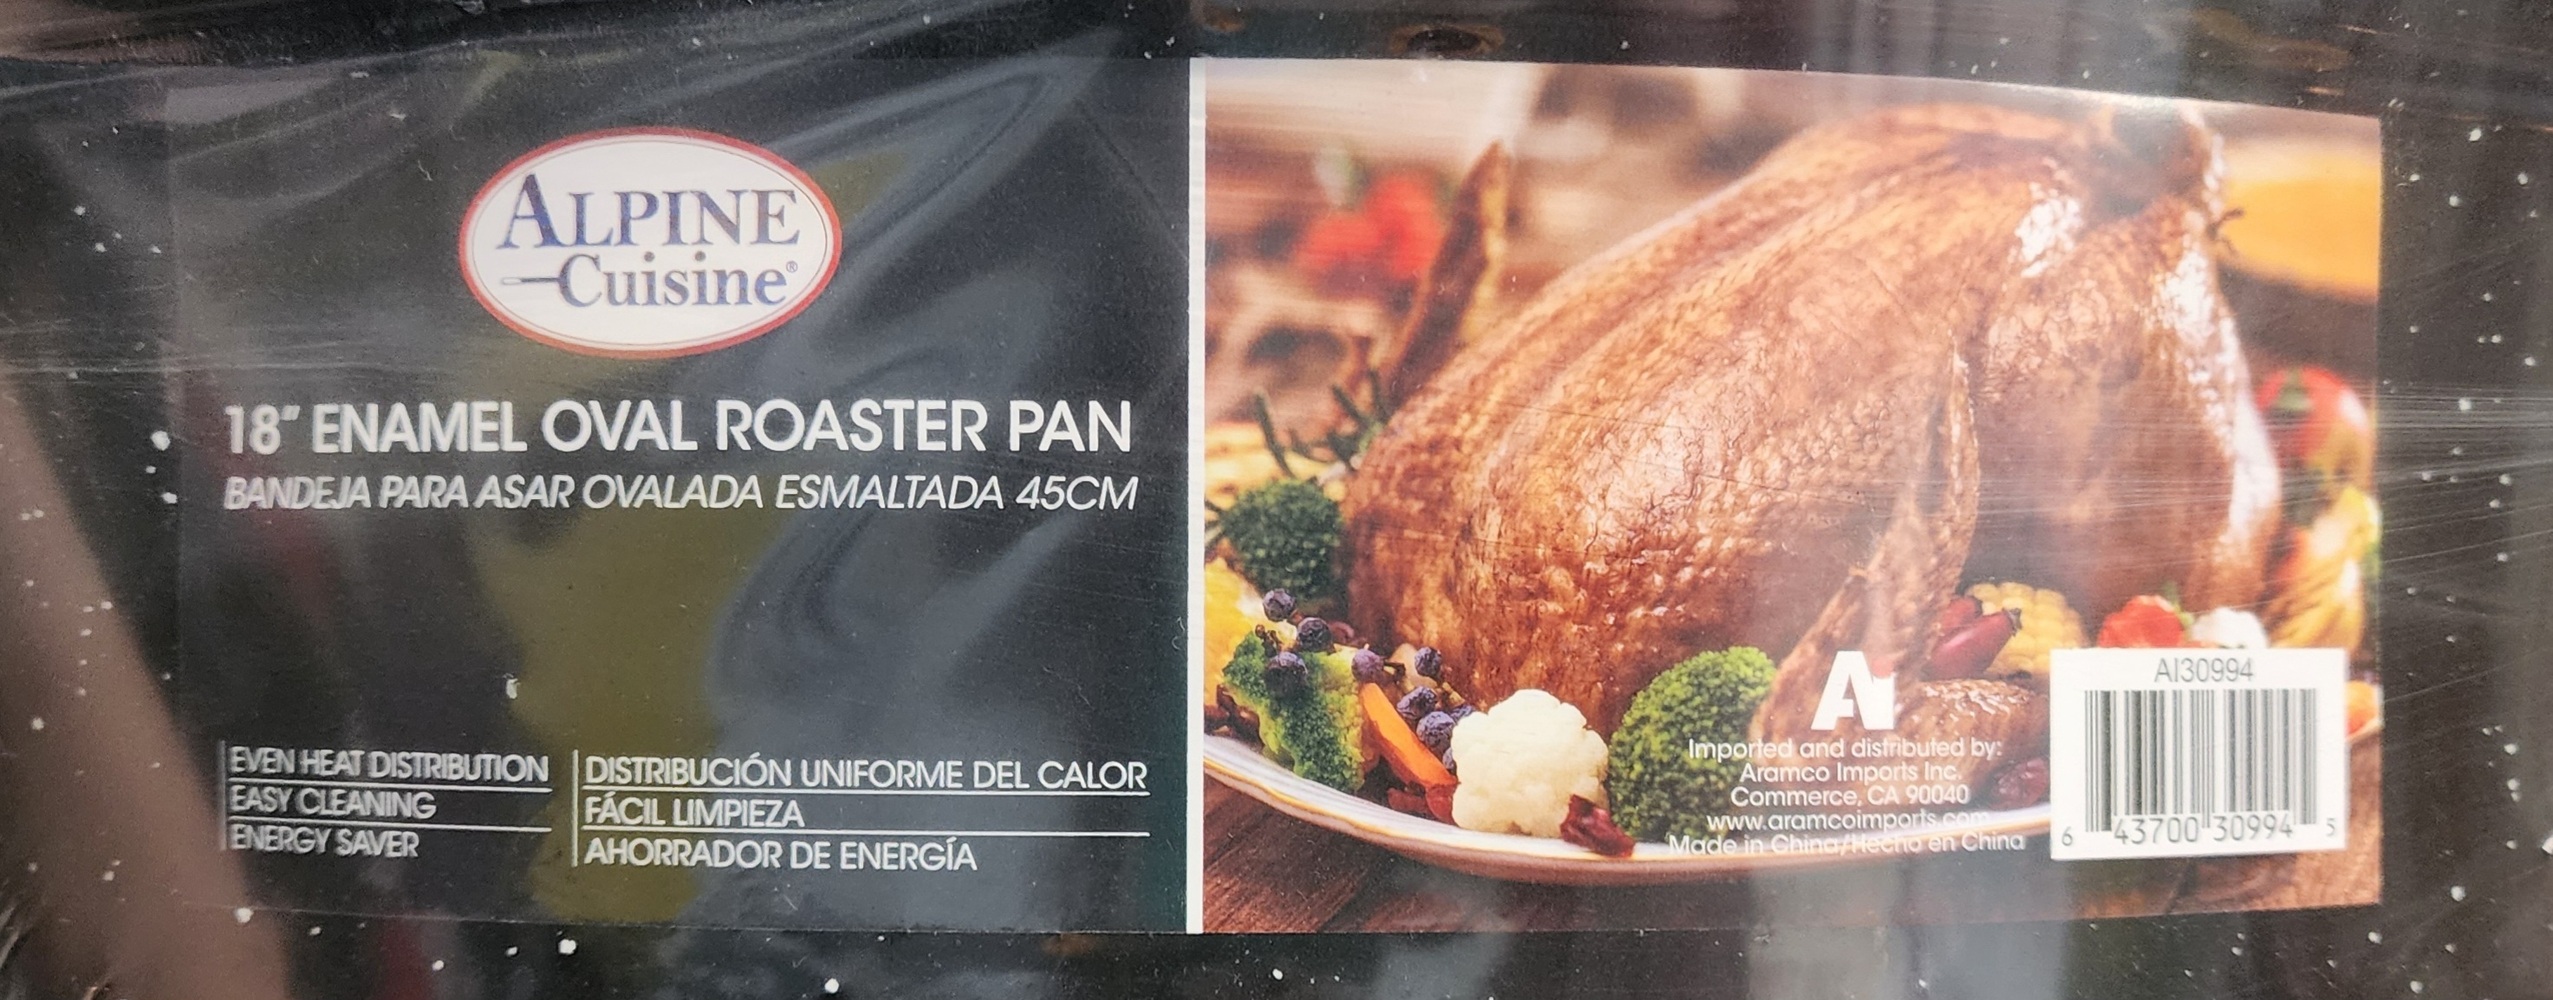 ALPINE
Cuisine®
18" ENAMEL OVAL ROASTER PAN
BANDEJA PARA ASAR OVALADA ESMALTADA 45CM
EVEN HEAT DISTRIBUTION
EASY CLEANING
ENERGY SAVER
DISTRIBUCIÓN UNIFORME DEL CALOR
FÁCIL LIMPIEZA
AHORRADOR DE ENERGÍA
AI
Imported and distributed by:
Aramco Imports Inc.
Commerce, CA 90040
www.aramcoimports.com
Made in China/Hecho en China
AI30994
6 43700 30994 5